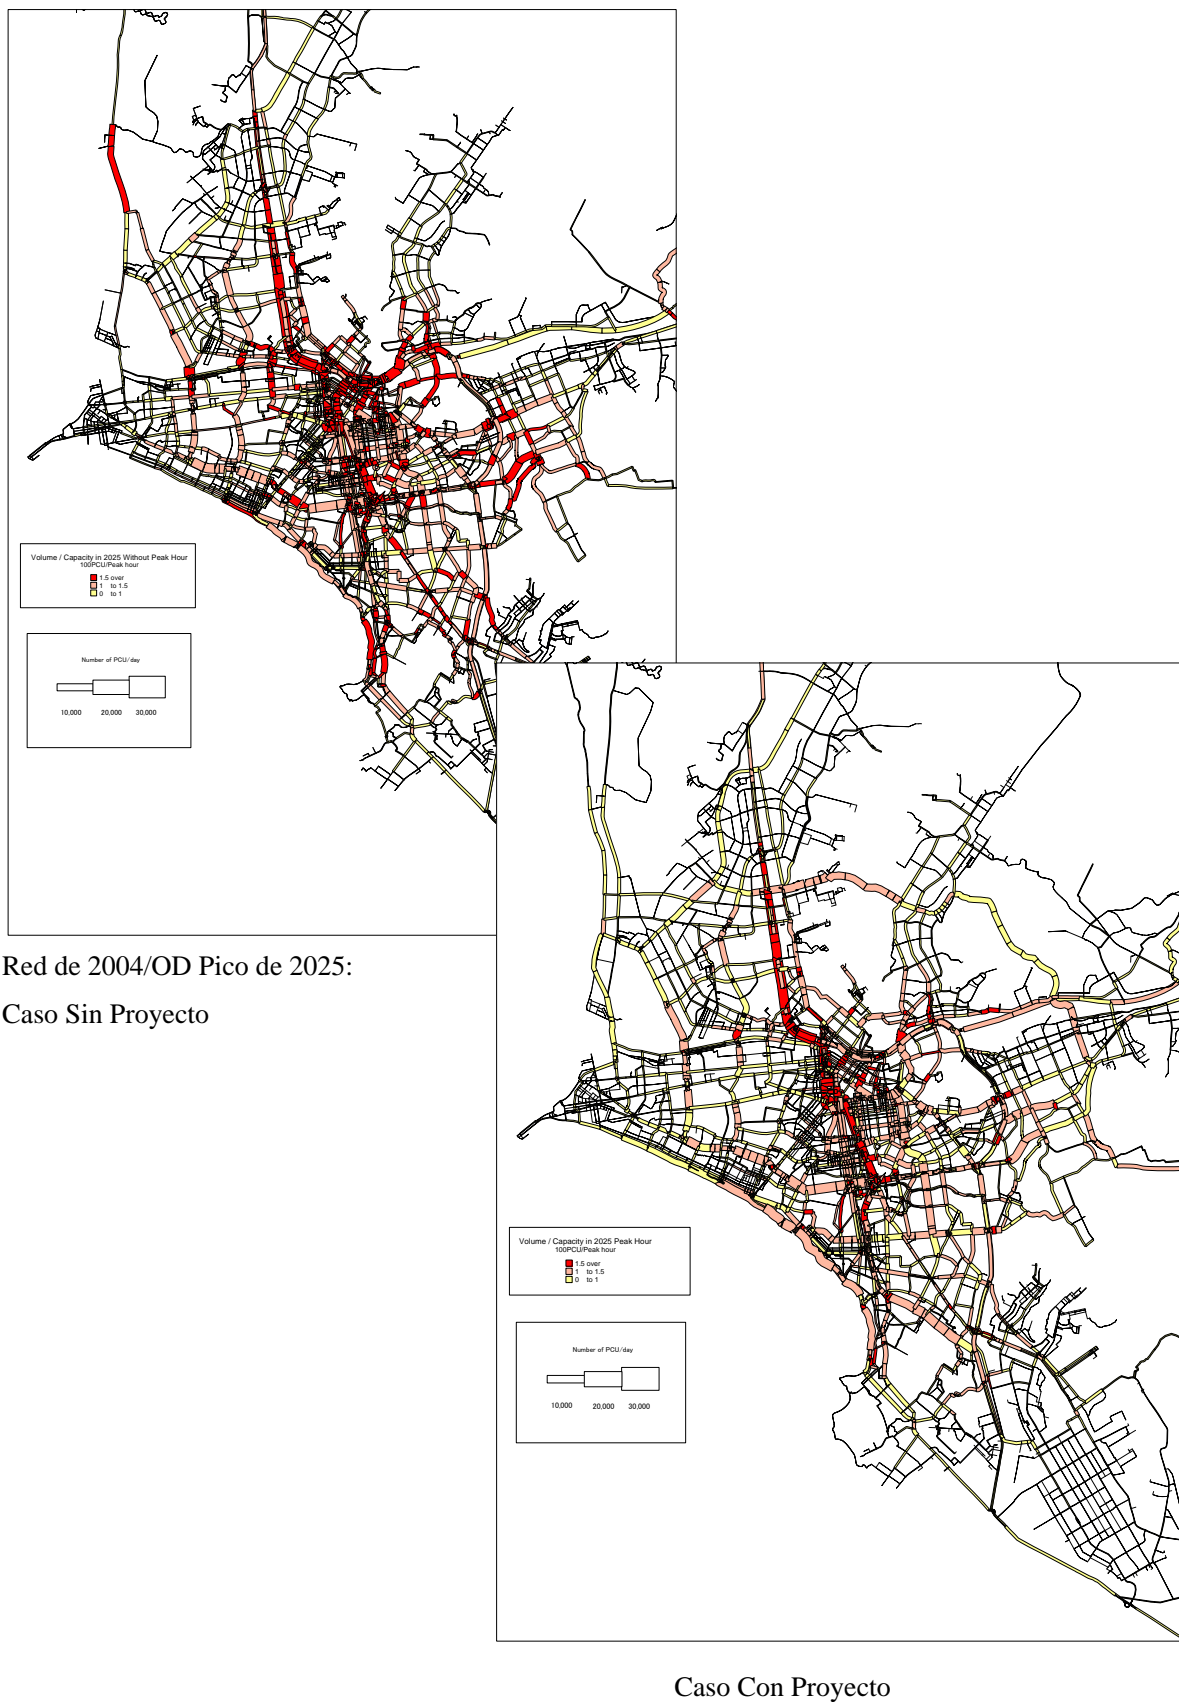 Volume / Capacity in 2025 Without Peak Hour
100PCU/Peak hour
1.5 over
1 to 1.5
0 to 1
Number of PCU/day
10,000 20,000 30,000
Red de 2004/OD Pico de 2025:
Caso Sin Proyecto
Volume / Capacity in 2025 Peak Hour
100PCU/Peak hour
1.5 over
1 to 1.5
0 to 1
Number of PCU/day
10,000 20,000 30,000
Caso Con Proyecto